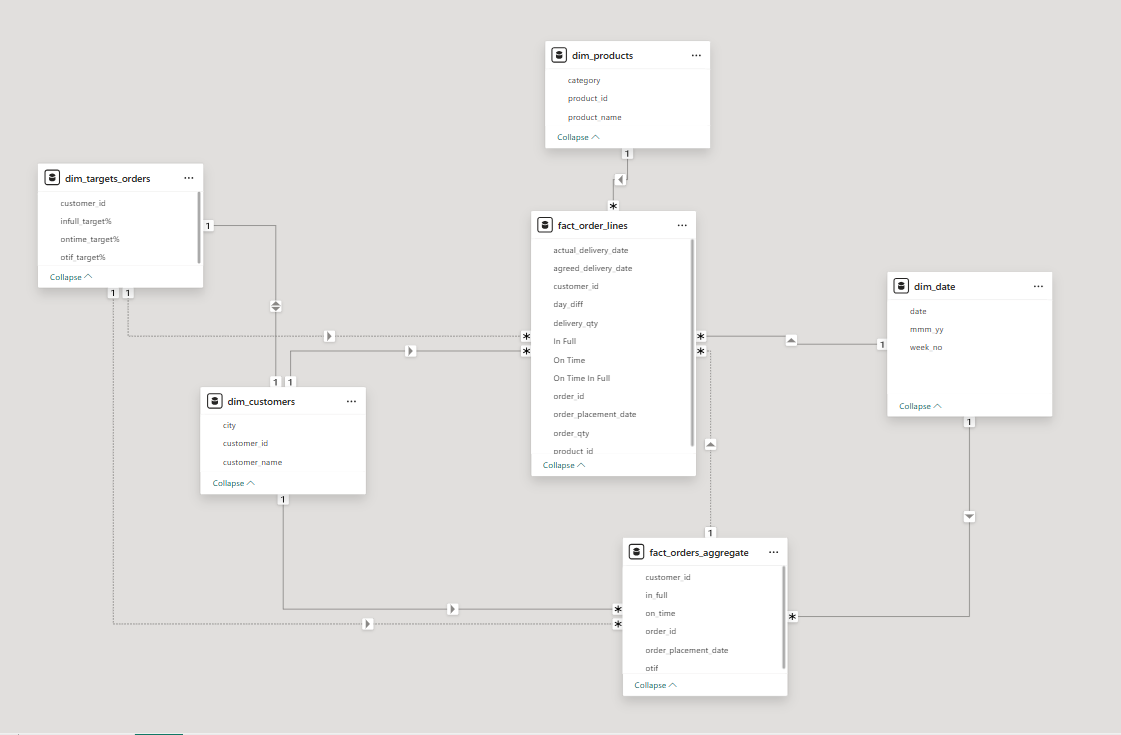 dim_products
category
product_id
product_name
Collapse
1
*
dim_targets_orders
customer_id
infull_target%
ontime_target%
otif_target%
Collapse
1
1 1
fact_order_lines
actual_delivery_date
agreed_delivery_date
customer_id
day_diff
delivery_qty
In Full
On Time
On Time In Full
order_id
order_placement_date
order_qty
product_id
Collapse
*
*
*
*
dim_date
date
mmm_yy
week_no
Collapse
1
1
1 1
dim_customers
city
customer_id
customer_name
Collapse
1
1
fact_orders_aggregate
customer_id
in_full
on_time
order_id
order_placement_date
otif
Collapse
*
*
*